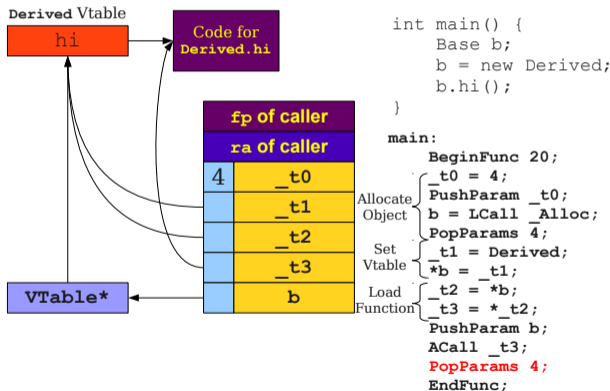 Derived Vtable
hi
Code for
Derived.hi
fp of caller
ra of caller
4 _t0
_t1
_t2
_t3
VTable*
b
Allocate
Object
Set
Vtable
Load
Function
int main() {
Base b;
b = new Derived;
b.hi();
}
main:
BeginFunc 20;
_t0 = 4;
PushParam _t0;
b = LCall _Alloc;
PopParams 4;
_t1 = Derived;
*b = _t1;
_t2 = *b;
_t3 = *_t2;
PushParam b;
ACall _t3;
PopParams 4;
EndFunc;